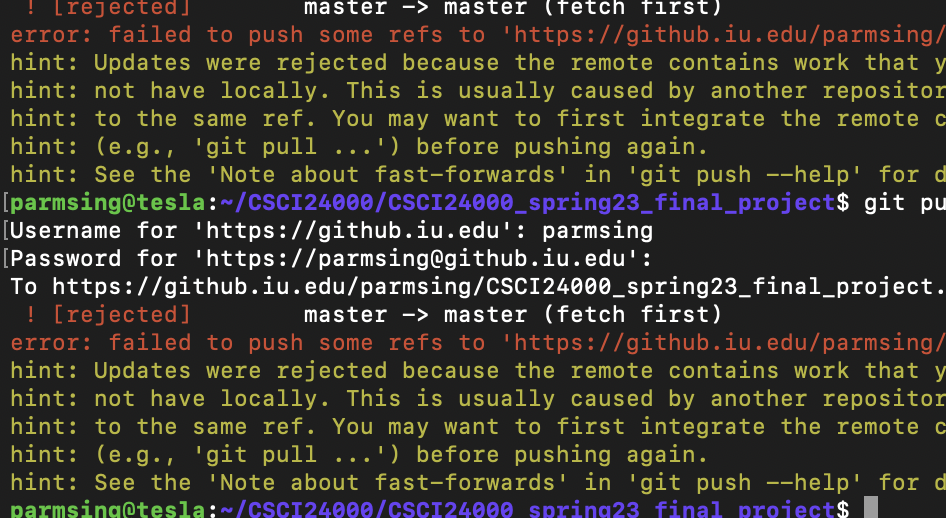 ! [rejected] master -> master (fetch first)
error: failed to push some refs to 'https://github.iu.edu/parmsing/
hint: Updates were rejected because the remote contains work that y
hint: not have locally. This is usually caused by another repositor
hint: to the same ref. You may want to first integrate the remote c
hint: (e.g., 'git pull ...') before pushing again.
hint: See the 'Note about fast-forwards' in 'git push --help' for d
[parmsing@tesla:~/CSCI24000/CSCI24000_spring23_final_project$ git pu
[Username for 'https://github.iu.edu': parmsing
[Password for 'https://parmsing@github.iu.edu':
To https://github.iu.edu/parmsing/CSCI24000_spring23_final_project.
! [rejected] master -> master (fetch first)
error: failed to push some refs to 'https://github.iu.edu/parmsing/
hint: Updates were rejected because the remote contains work that y
hint: not have locally. This is usually caused by another repositor
hint: to the same ref. You may want to first integrate the remote c
hint: (e.g., 'git pull ...') before pushing again.
hint: See the 'Note about fast-forwards' in 'git push --help' for d
parmsing@tesla:~/CSCI24000/CSCI24000_spring23_final_project$